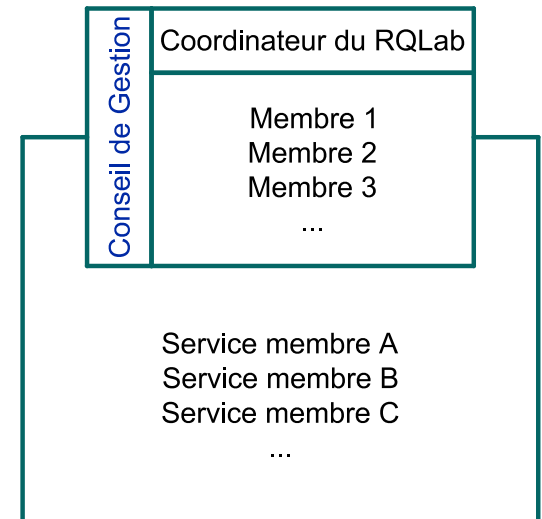 Conseil de Gestion
Coordinateur du RQLab
Membre 1
Membre 2
Membre 3
...
Service membre A
Service membre B
Service membre C
...